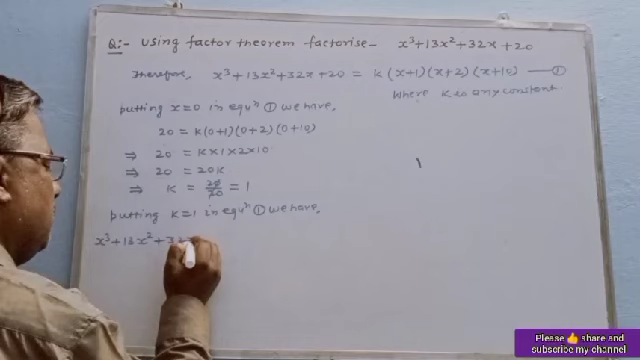 Q:- Using factor theorem factorise- x³+13x²+32x+20
Therefore, x³+13x²+32x+20 = k(x+1)(x+2)(x+10) —①
Where k is any constant
putting x=0 in equⁿ ① we have,
20 = k(0+1)(0+2)(0+10)
⇒ 20 = k×1×2×10
⇒ 20 = 20k
⇒ k = 20/20 = 1
putting k=1 in equⁿ ① we have,
x³+13x²+32x
Please 👍 share and
subscribe my channel